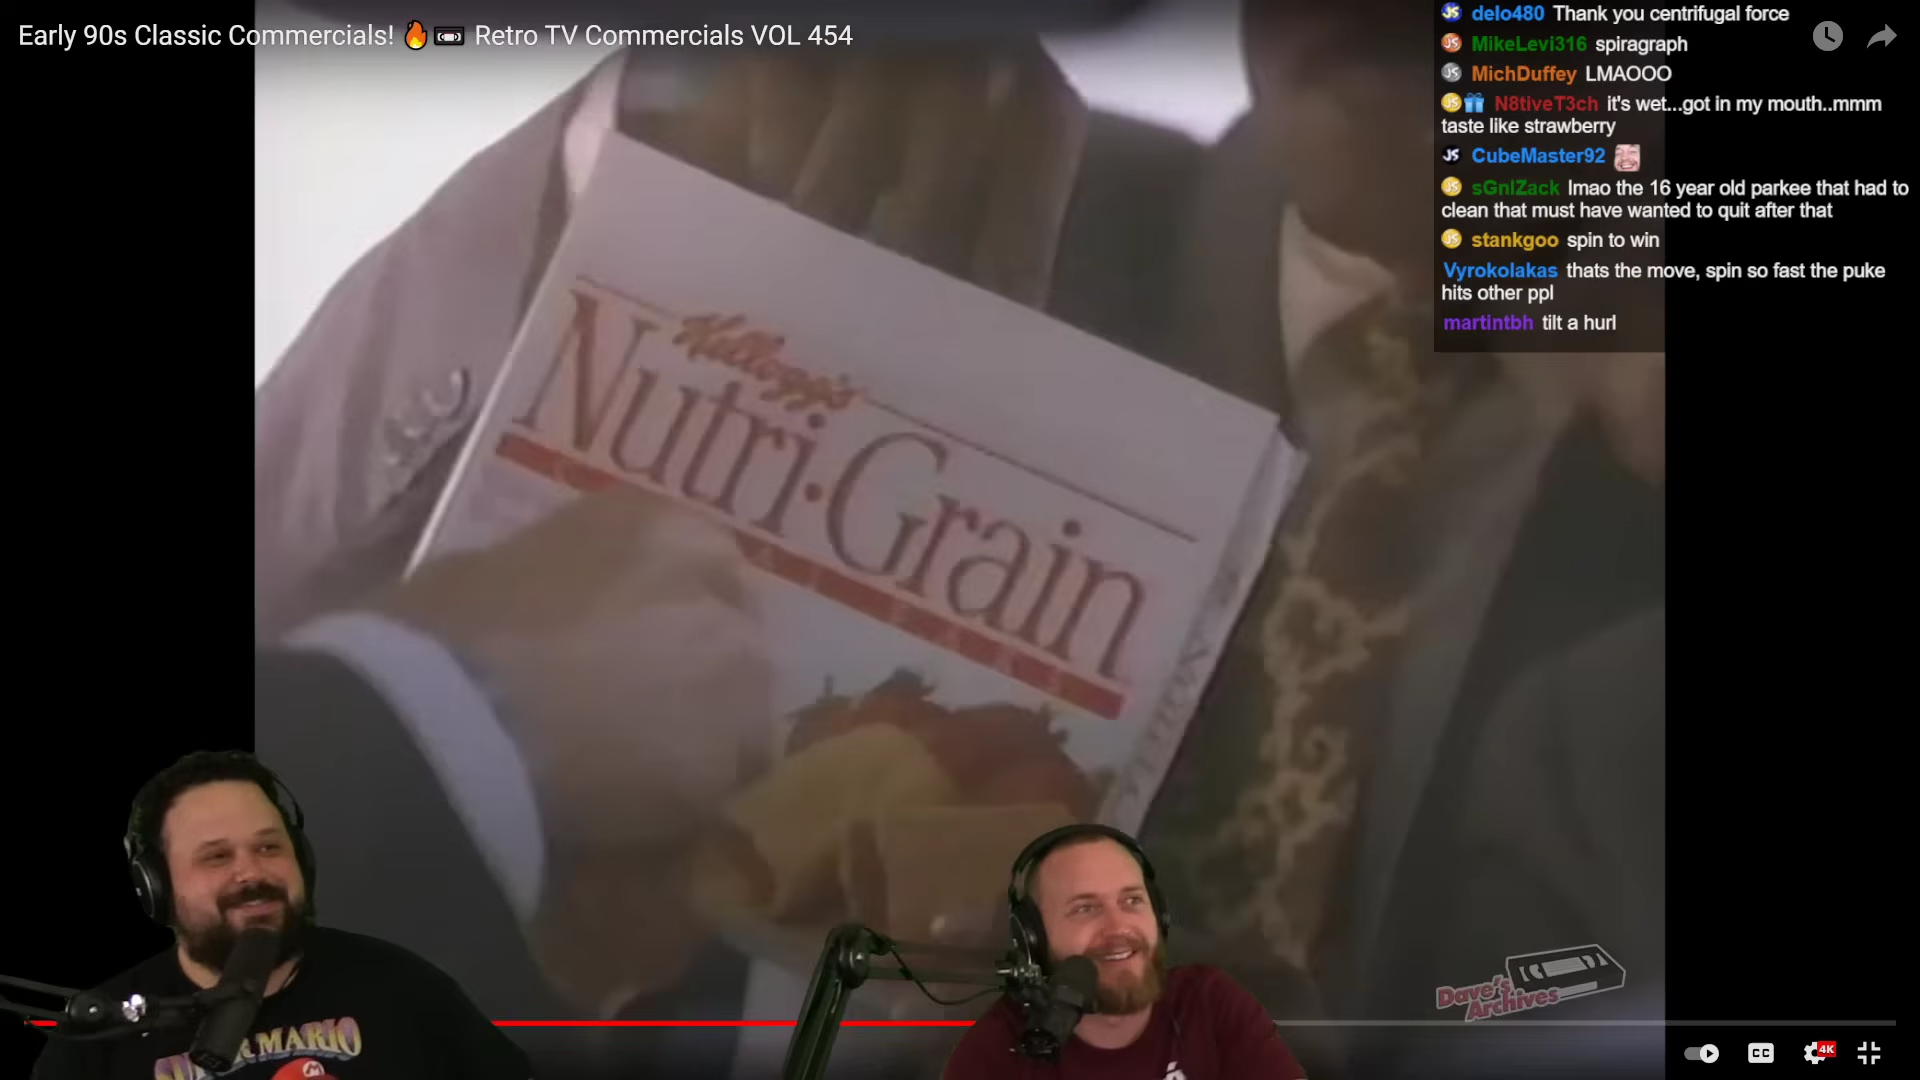 Early 90s Classic Commercials! 🔥📼 Retro TV Commercials VOL 454
delo480 Thank you centrifugal force
MikeLevi316 spiragraph
MichDuffey LMAOOO
N8tiveT3ch it's wet...got in my mouth..mmm
taste like strawberry
CubeMaster92
sGnlZack lmao the 16 year old parkee that had to
clean that must have wanted to quit after that
stankgoo spin to win
Vyrokolakas thats the move, spin so fast the puke
hits other ppl
martintbh tilt a hurl
Kellogg's
Nutri·Grain
Dave's
Archives
MARIO
CC
4K